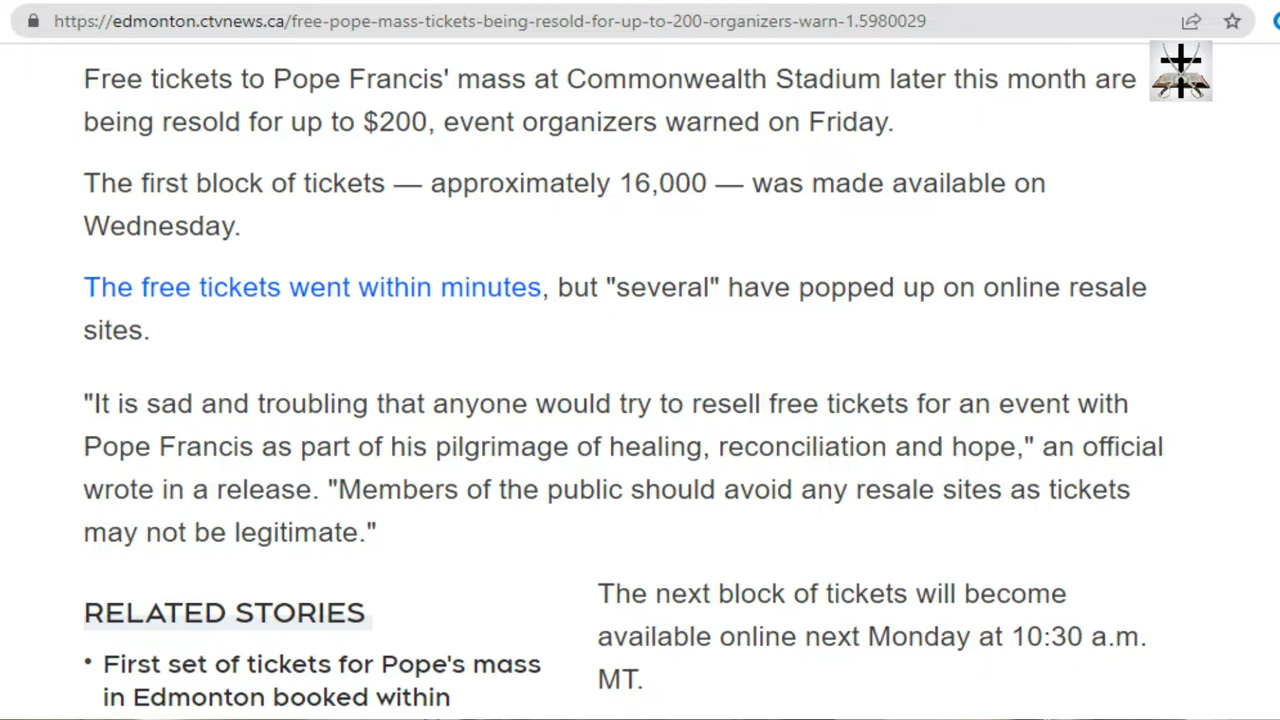 https://edmonton.ctvnews.ca/free-pope-mass-tickets-being-resold-for-up-to-200-organizers-warn-1.5980029
Free tickets to Pope Francis' mass at Commonwealth Stadium later this month are
being resold for up to $200, event organizers warned on Friday.
The first block of tickets — approximately 16,000 — was made available on
Wednesday.
The free tickets went within minutes, but "several" have popped up on online resale
sites.
"It is sad and troubling that anyone would try to resell free tickets for an event with
Pope Francis as part of his pilgrimage of healing, reconciliation and hope," an official
wrote in a release. "Members of the public should avoid any resale sites as tickets
may not be legitimate."
RELATED STORIES
• First set of tickets for Pope's mass
in Edmonton booked within
The next block of tickets will become
available online next Monday at 10:30 a.m.
MT.